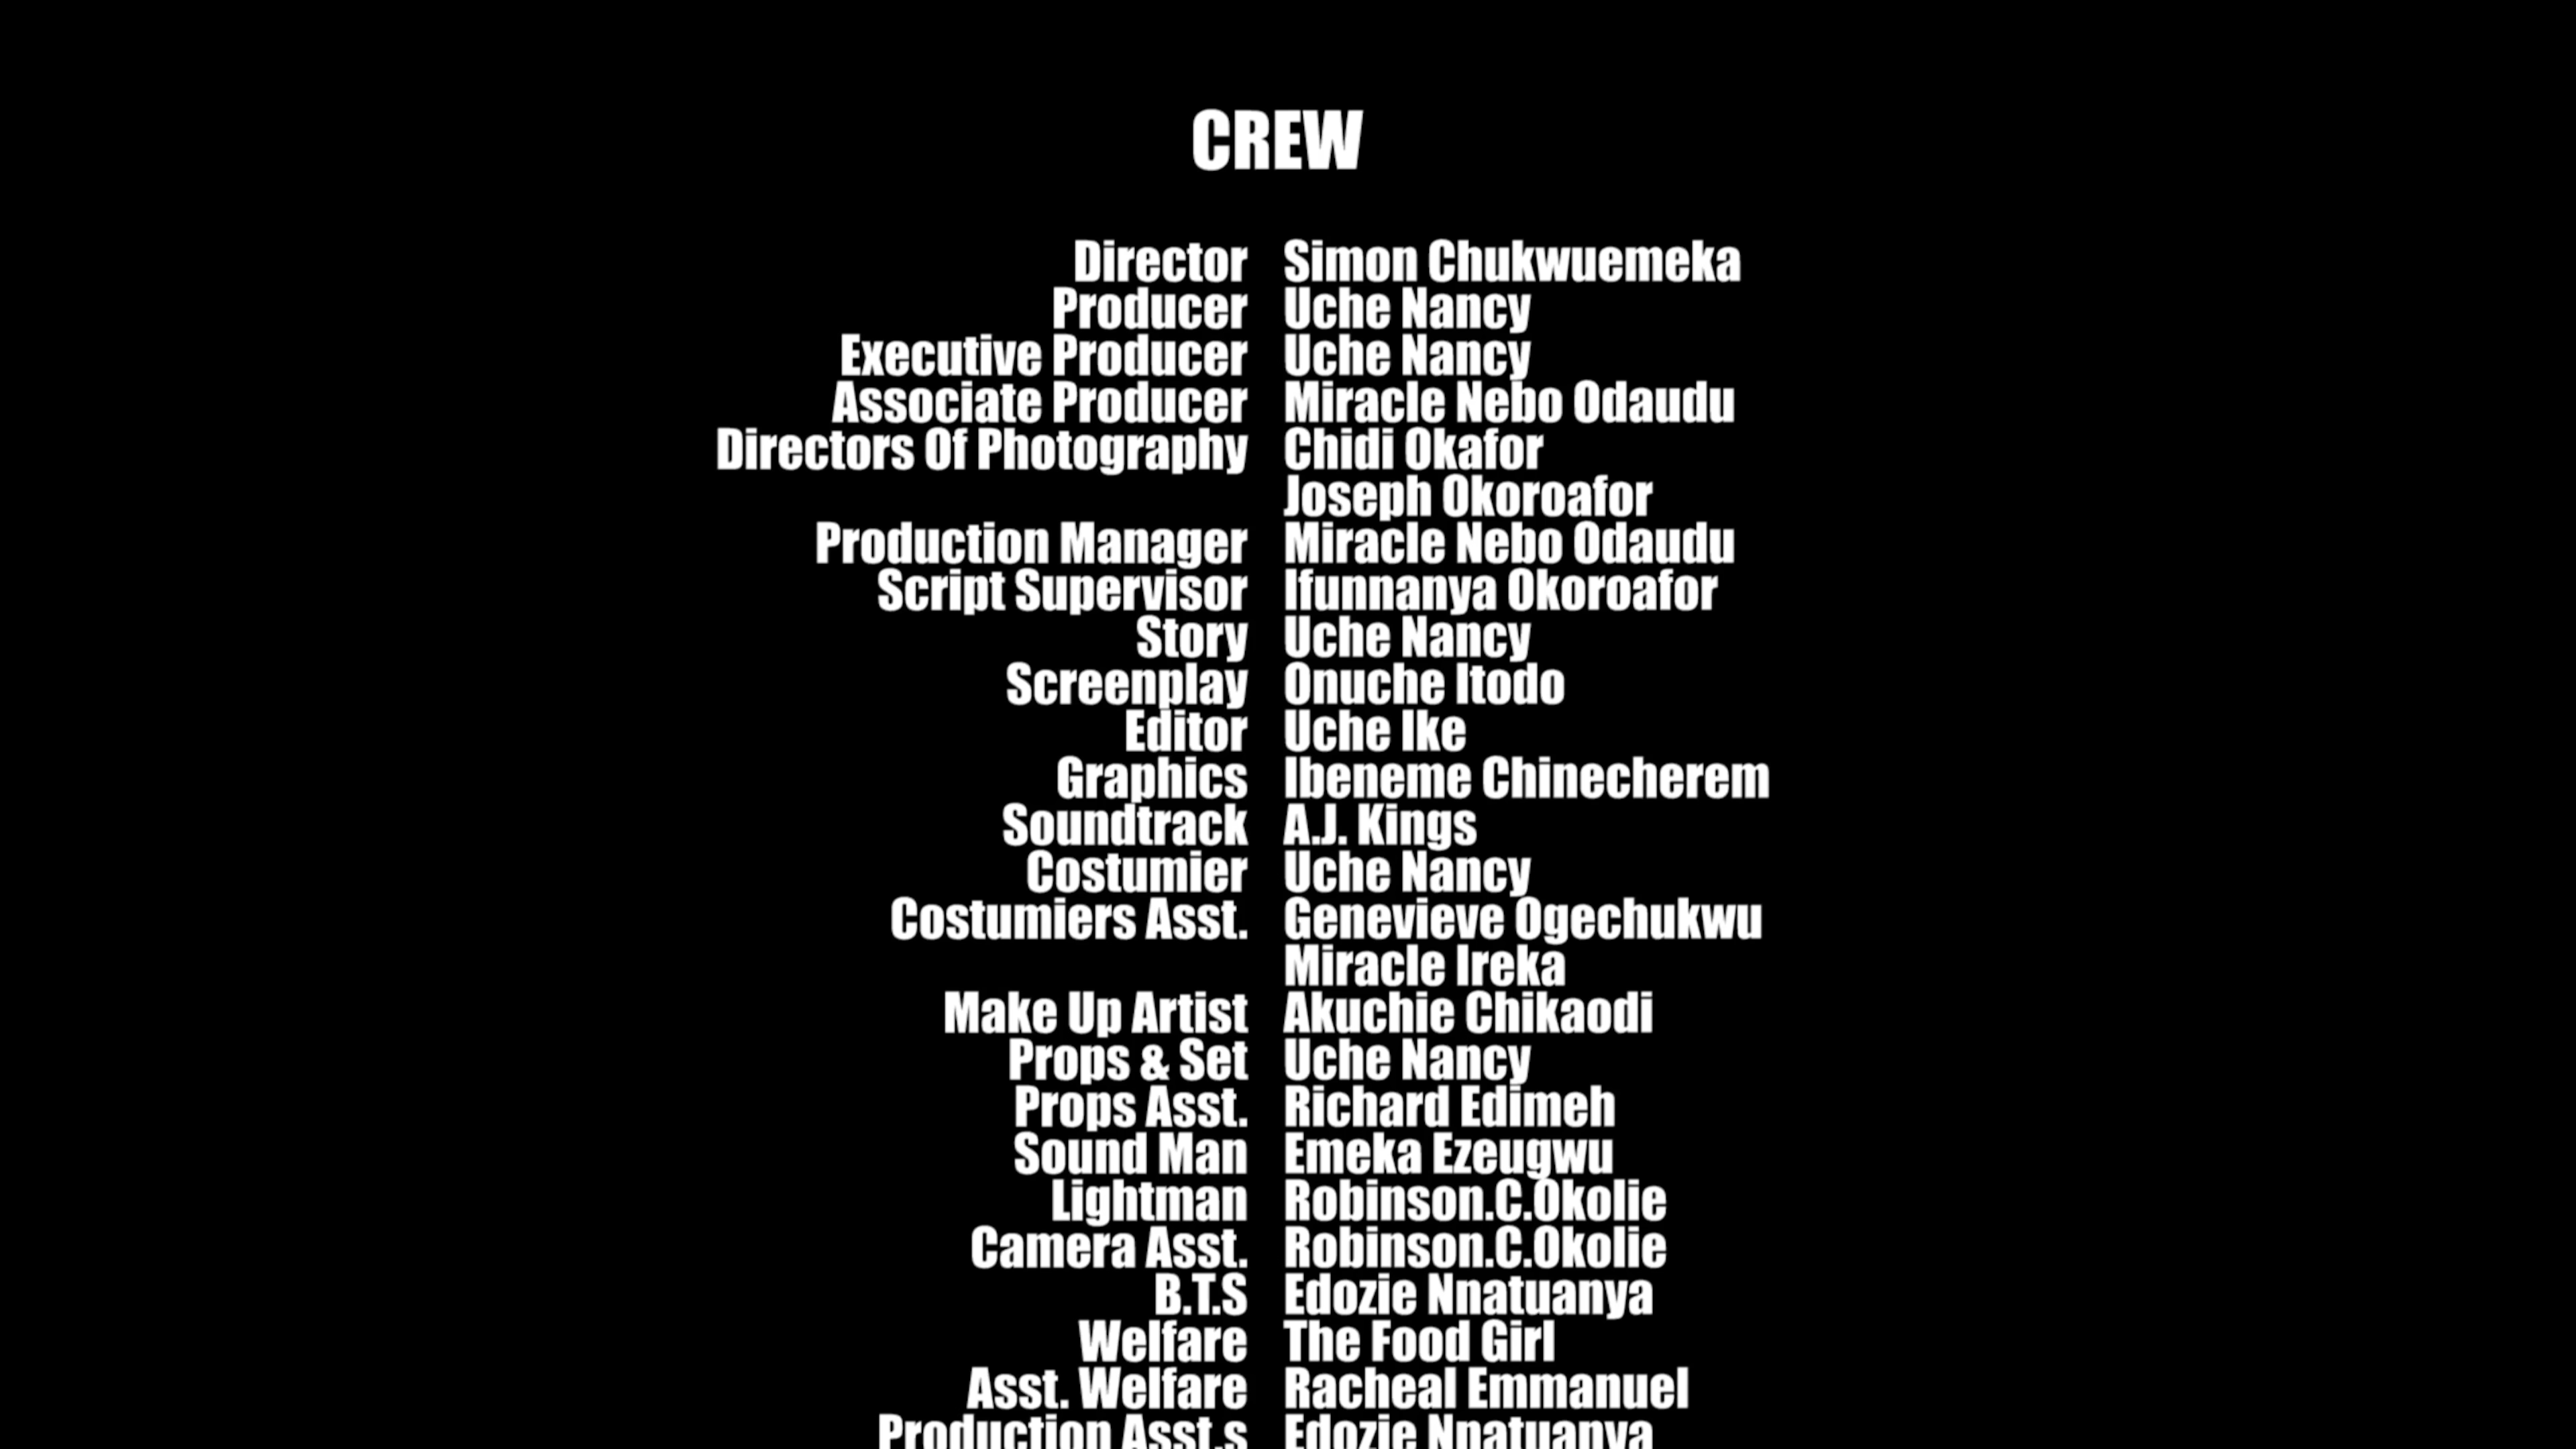 CREW
Director Simon Chukwuemeka
Producer Uche Nancy
Executive Producer Uche Nancy
Associate Producer Miracle Nebo Odaudu
Directors Of Photography Chidi Okafor
Joseph Okoroafor
Production Manager Miracle Nebo Odaudu
Script Supervisor Ifunnanya Okoroafor
Story Uche Nancy
Screenplay Onuche Itodo
Editor Uche Ike
Graphics Ibeneme Chinecherem
Soundtrack A.J. Kings
Costumier Uche Nancy
Costumiers Asst. Genevieve Ogechukwu
Miracle Ireka
Make Up Artist Akuchie Chikaodi
Props & Set Uche Nancy
Props Asst. Richard Edimeh
Sound Man Emeka Ezeugwu
Lightman Robinson.C.Okolie
Camera Asst. Robinson.C.Okolie
B.T.S Edozie Nnatuanya
Welfare The Food Girl
Asst. Welfare Racheal Emmanuel
Production Asst.s Edozie Nnatuanya